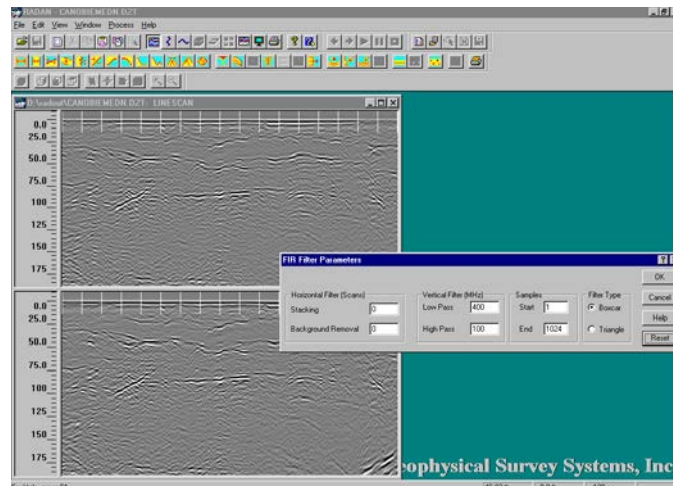 RADAN - CANOBIEMEDN.DZT
File Edit View Window Process Help
D:\radout\CANOBIEMEDN.DZT: LINESCAN
0.0
25.0
50.0
75.0
100
125
150
175
0.0
25.0
50.0
75.0
100
125
150
175
FIR Filter Parameters
Horizontal Filter (Scans)
Stacking 0
Background Removal 0
Vertical Filter (MHz)
Low Pass 400
High Pass 100
Samples
Start 1
End 1024
Filter Type
Boxcar
Triangle
OK
Cancel
Help
Reset
eophysical Survey Systems, Inc